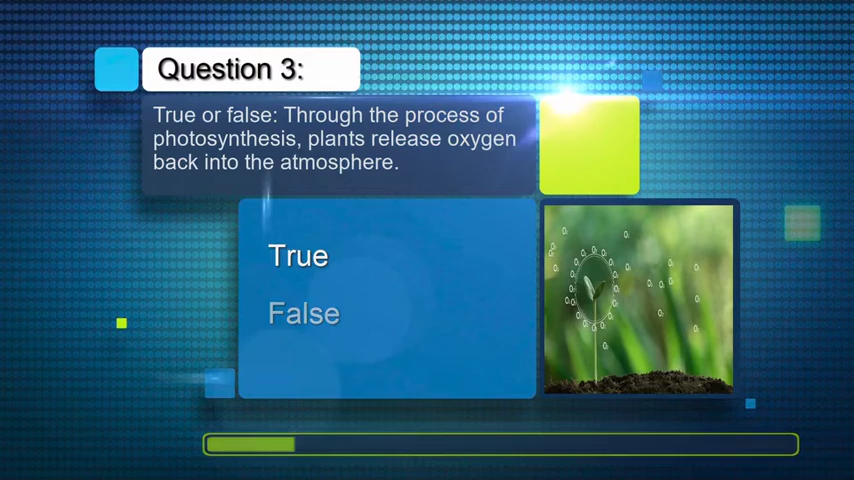 Question 3:
True or false: Through the process of
photosynthesis, plants release oxygen
back into the atmosphere.
True
False